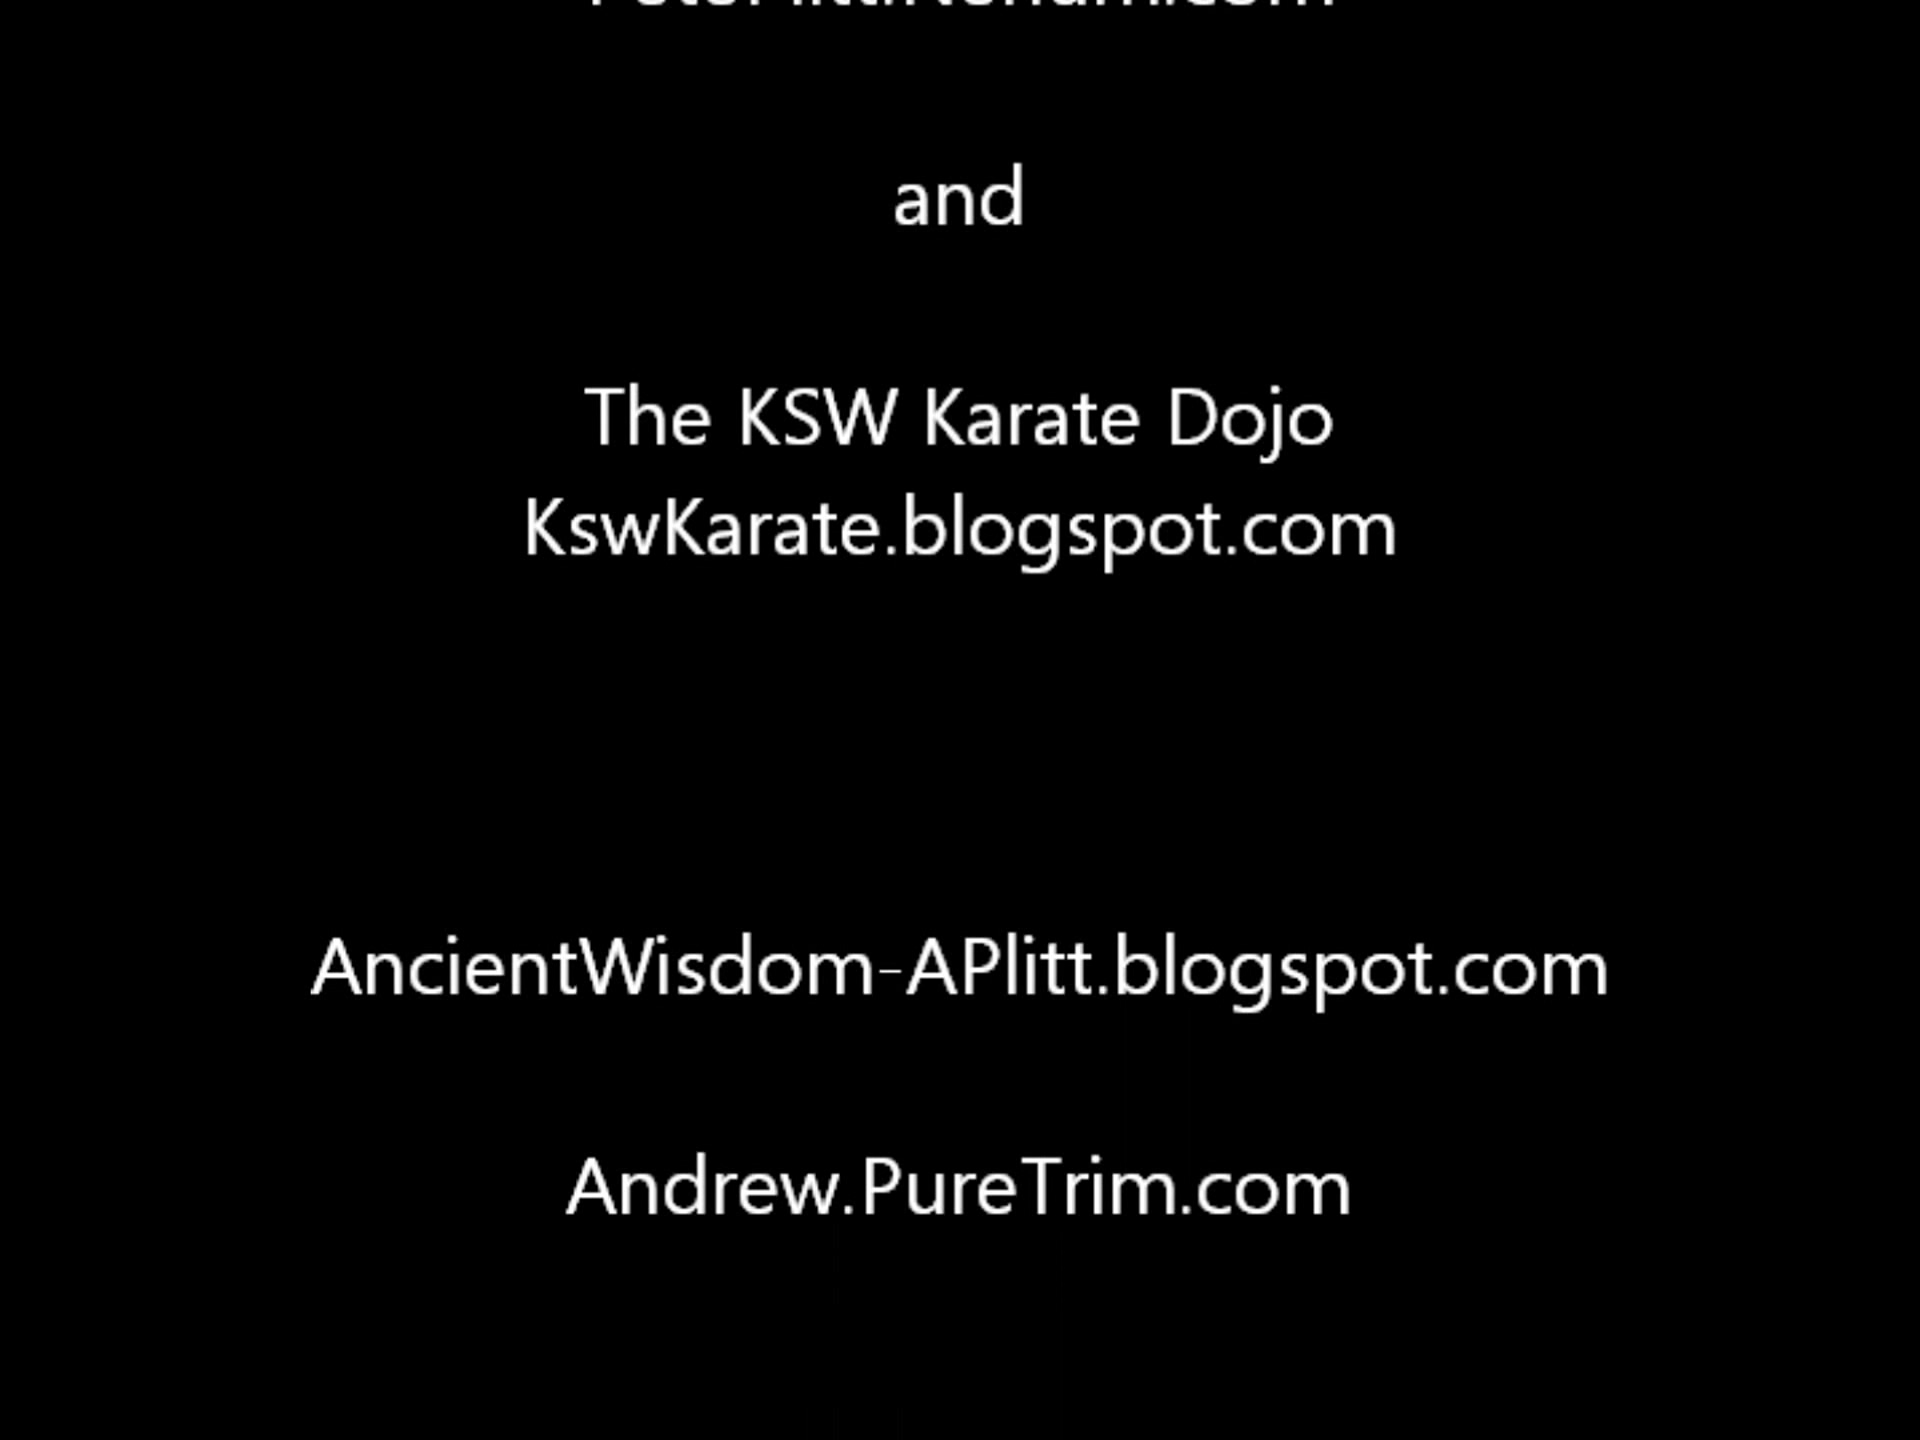 and
The KSW Karate Dojo
KswKarate.blogspot.com
AncientWisdom-APlitt.blogspot.com
Andrew.PureTrim.com